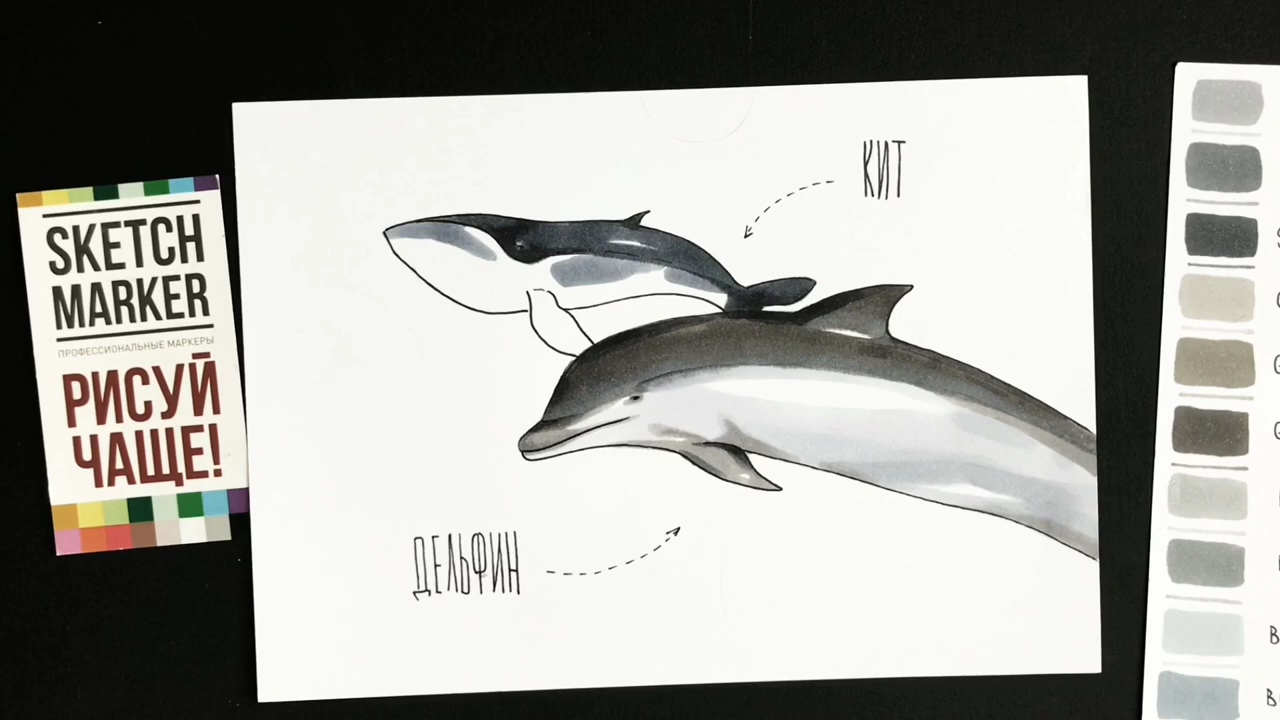 SKETCH
MARKER
ПРОФЕССИОНАЛЬНЫЕ МАРКЕРЫ
РИСУЙ
ЧАЩЕ!
КИТ
ДЕЛЬФИН